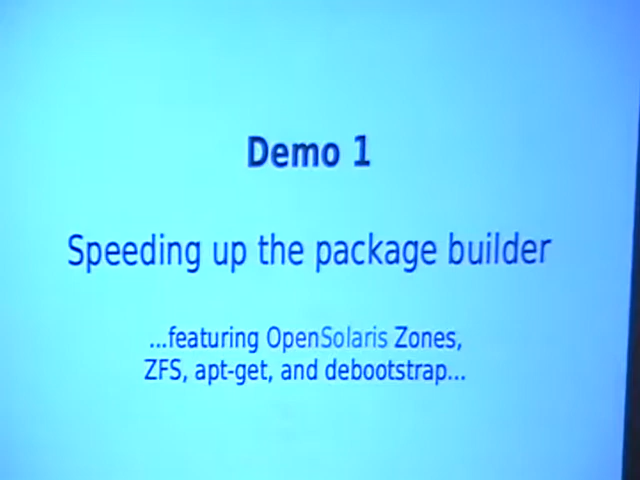 Demo 1
Speeding up the package builder
...featuring OpenSolaris Zones,
ZFS, apt-get, and debootstrap...